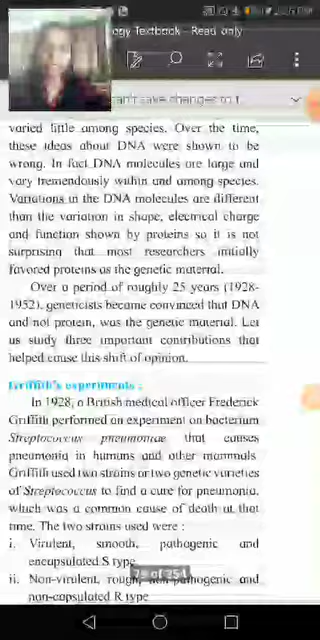 ogy Textbook - Read only
can't save changes to t
varied little among species. Over the time,
these ideas about DNA were shown to be
wrong. In fact DNA molecules are large and
vary tremendously within and among species.
Variations in the DNA molecules are different
than the variation in shape, electrical charge
and function shown by proteins so it is not
surprising that most researchers initially
favored proteins as the genetic material.
Over a period of roughly 25 years (1928-
1952), geneticists became convinced that DNA
and not protein, was the genetic material. Let
us study three important contributions that
helped cause this shift of opinion.
Griffith's experiments :
In 1928, a British medical officer Frederick
Griffith performed an experiment on bacterium
Streptococcus pneumoniae that causes
pneumonia in humans and other mammals.
Griffith used two strains or two genetic varieties
of Streptococcus to find a cure for pneumonia,
which was a common cause of death at that
time. The two strains used were :
i. Virulent, smooth, pathogenic and
encapsulated S type
ii. Non-virulent, rough, non-pathogenic and
non-capsulated R type